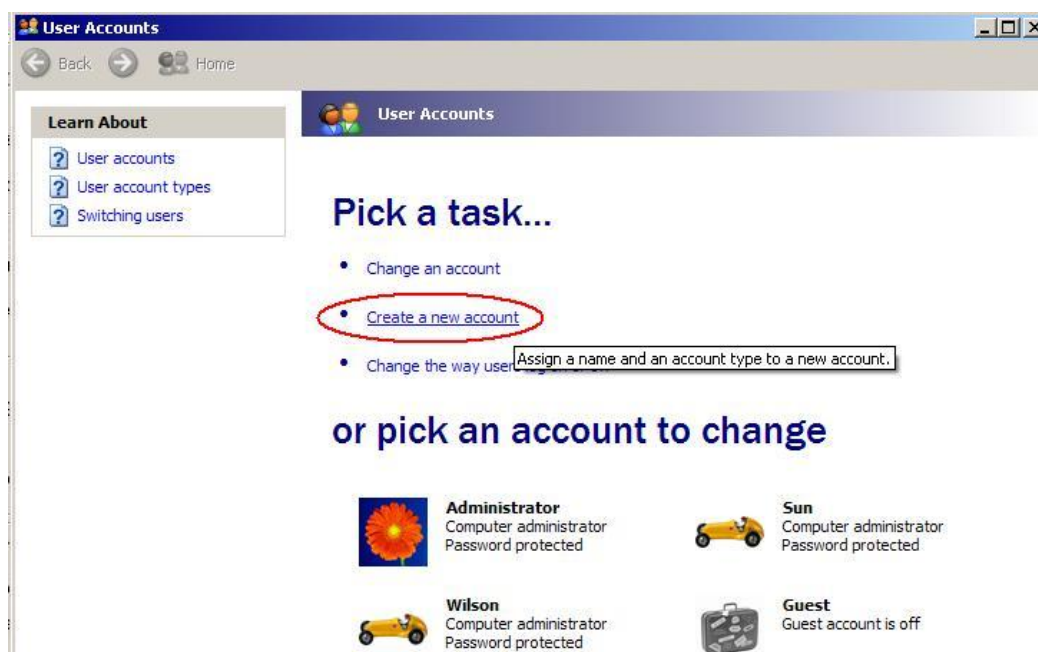 User Accounts
Back Home
Learn About
User accounts
User account types
Switching users
User Accounts
Pick a task...
Change an account
Create a new account
Assign a name and an account type to a new account.
Change the way users
or pick an account to change
Administrator
Computer administrator
Password protected
Sun
Computer administrator
Password protected
Wilson
Computer administrator
Password protected
Guest
Guest account is off